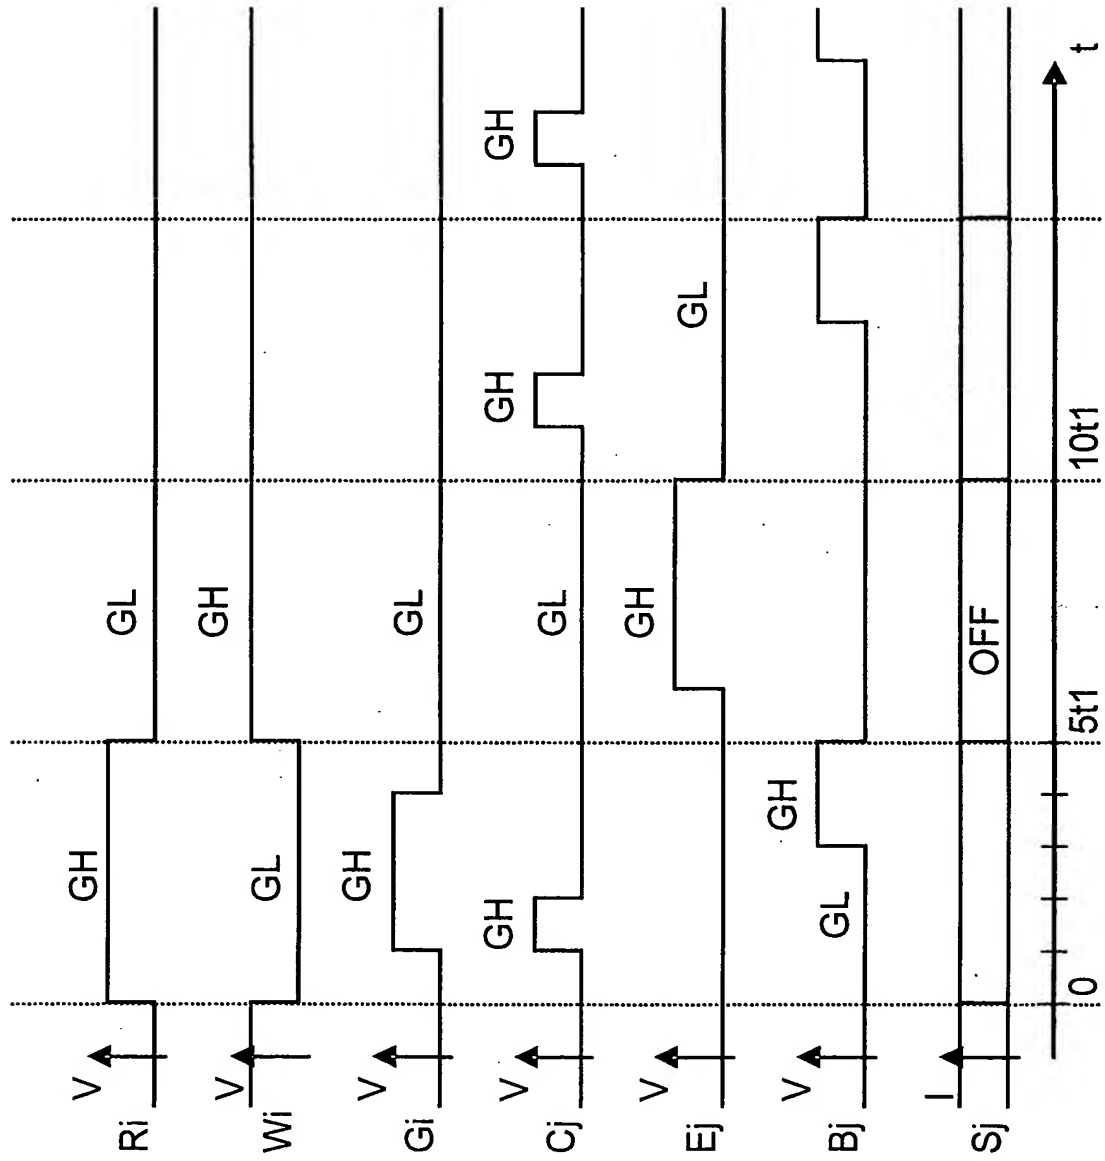 Ri V GH GL
Wi V GL GH
Gi V GH GL
Cj V GH GL GH GH
Ej V GH GL
Bj V GL GH
Sj I OFF
0 5t1 10t1 t